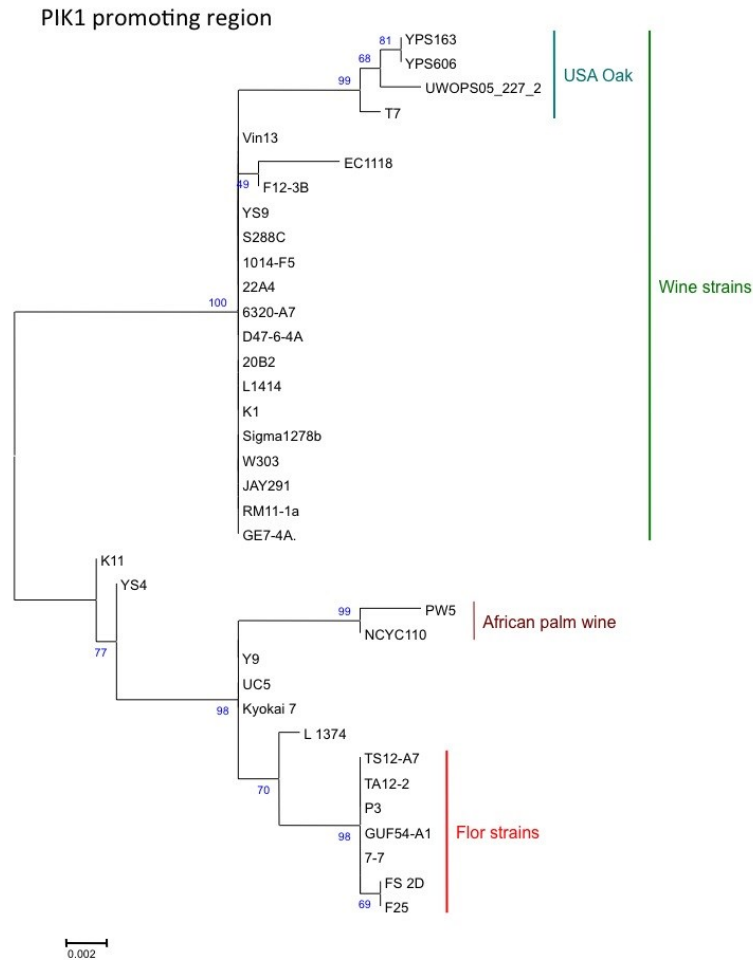 PIK1 promoting region
81
YPS163
YPS606
68
UWOPS05_227_2
99
T7
USA Oak
Vin13
EC1118
49
F12-3B
YS9
S288C
1014-F5
22A4
Wine strains
100
6320-A7
D47-6-4A
20B2
L1414
K1
Sigma1278b
W303
JAY291
RM11-1a
GE7-4A.
K11
YS4
77
99
PW5
NCYC110
African palm wine
Y9
UC5
98
Kyokai 7
L 1374
70
TS12-A7
TA12-2
P3
98
GUF54-A1
Flor strains
7-7
FS 2D
69
F25
0.002